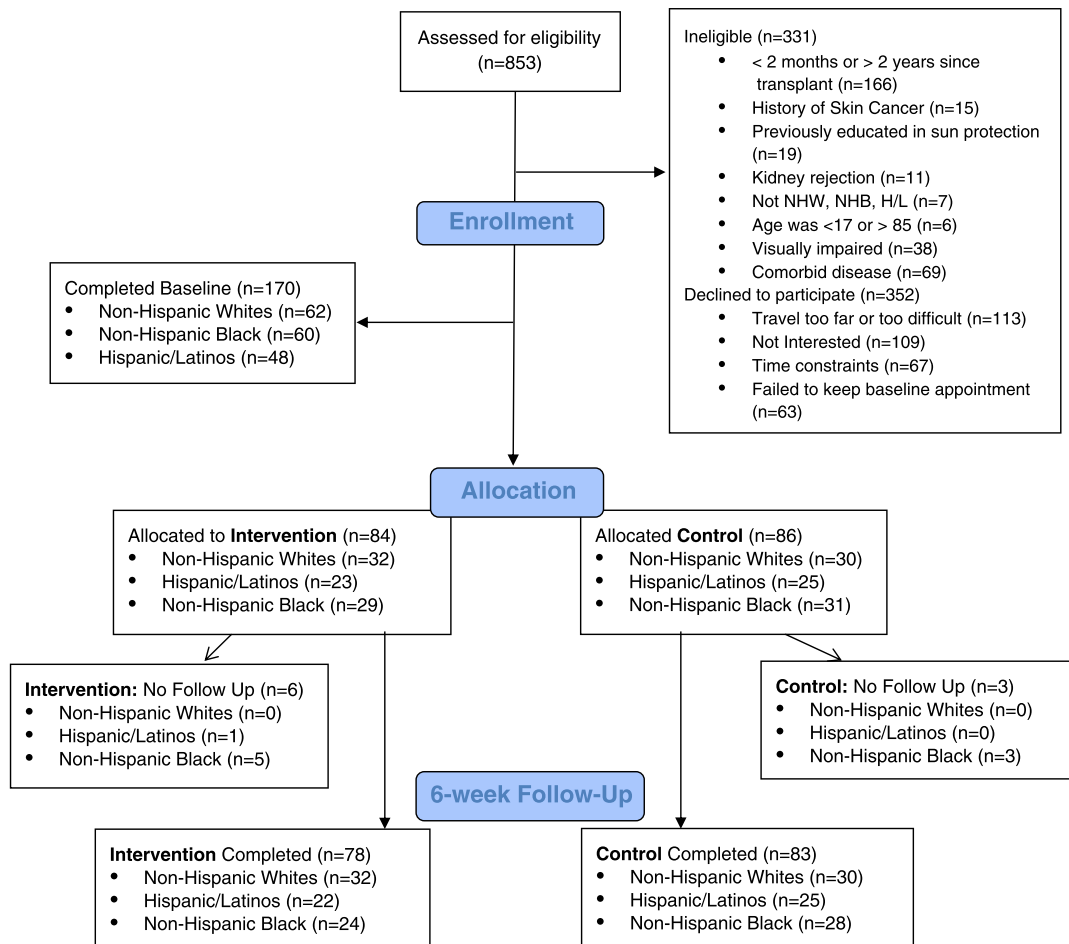 Assessed for eligibility
(n=853)
Ineligible (n=331)
• < 2 months or > 2 years since
transplant (n=166)
• History of Skin Cancer (n=15)
• Previously educated in sun protection
(n=19)
• Kidney rejection (n=11)
• Not NHW, NHB, H/L (n=7)
• Age was <17 or > 85 (n=6)
• Visually impaired (n=38)
• Comorbid disease (n=69)
Declined to participate (n=352)
• Travel too far or too difficult (n=113)
• Not Interested (n=109)
• Time constraints (n=67)
• Failed to keep baseline appointment
(n=63)
Enrollment
Completed Baseline (n=170)
• Non-Hispanic Whites (n=62)
• Non-Hispanic Black (n=60)
• Hispanic/Latinos (n=48)
Allocation
Allocated to Intervention (n=84)
• Non-Hispanic Whites (n=32)
• Hispanic/Latinos (n=23)
• Non-Hispanic Black (n=29)
Allocated Control (n=86)
• Non-Hispanic Whites (n=30)
• Hispanic/Latinos (n=25)
• Non-Hispanic Black (n=31)
Intervention: No Follow Up (n=6)
• Non-Hispanic Whites (n=0)
• Hispanic/Latinos (n=1)
• Non-Hispanic Black (n=5)
Control: No Follow Up (n=3)
• Non-Hispanic Whites (n=0)
• Hispanic/Latinos (n=0)
• Non-Hispanic Black (n=3)
6-week Follow-Up
Intervention Completed (n=78)
• Non-Hispanic Whites (n=32)
• Hispanic/Latinos (n=22)
• Non-Hispanic Black (n=24)
Control Completed (n=83)
• Non-Hispanic Whites (n=30)
• Hispanic/Latinos (n=25)
• Non-Hispanic Black (n=28)